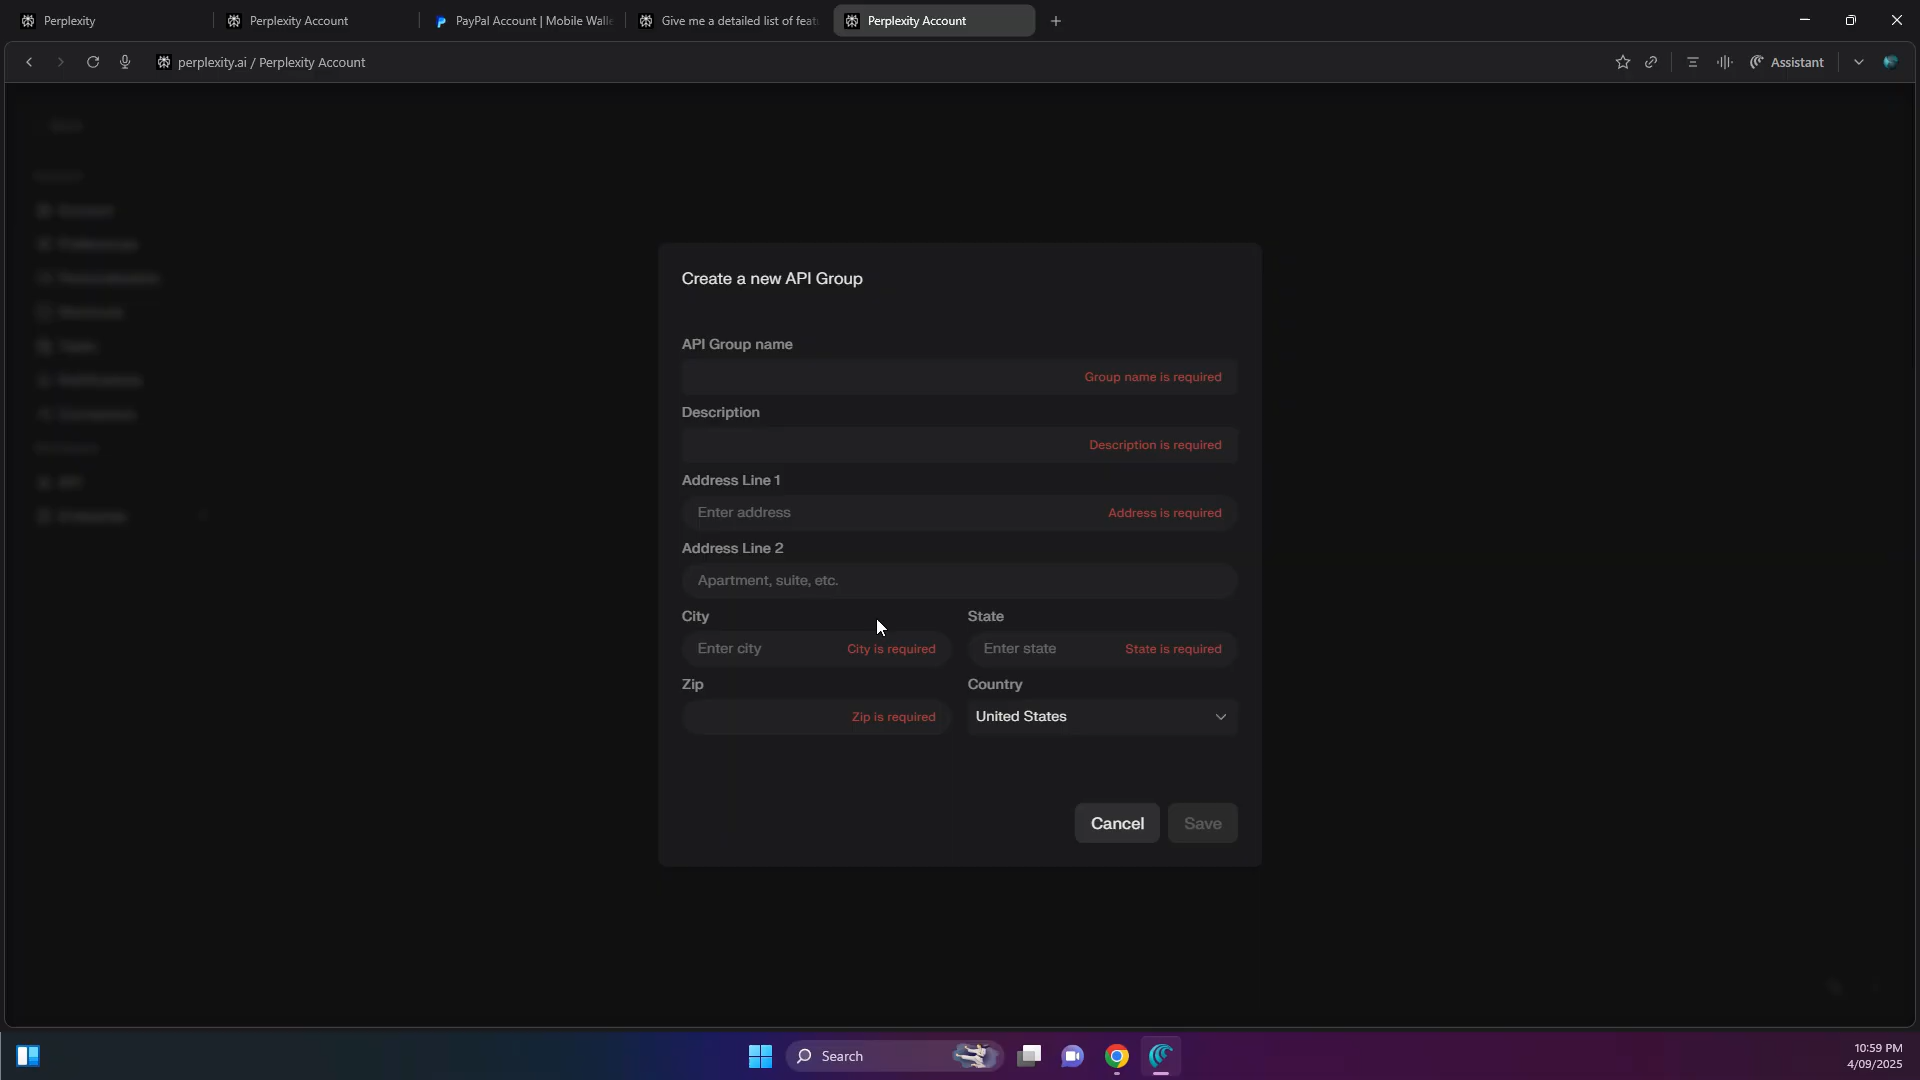 Perplexity
Perplexity Account
PayPal Account | Mobile Walle
Give me a detailed list of feat
Perplexity Account
perplexity.ai / Perplexity Account
Assistant
Create a new API Group
API Group name
Group name is required
Description
Description is required
Address Line 1
Enter address
Address is required
Address Line 2
Apartment, suite, etc.
City
State
Enter city
City is required
Enter state
State is required
Zip
Country
Zip is required
United States
Cancel
Save
Search
10:59 PM
4/09/2025